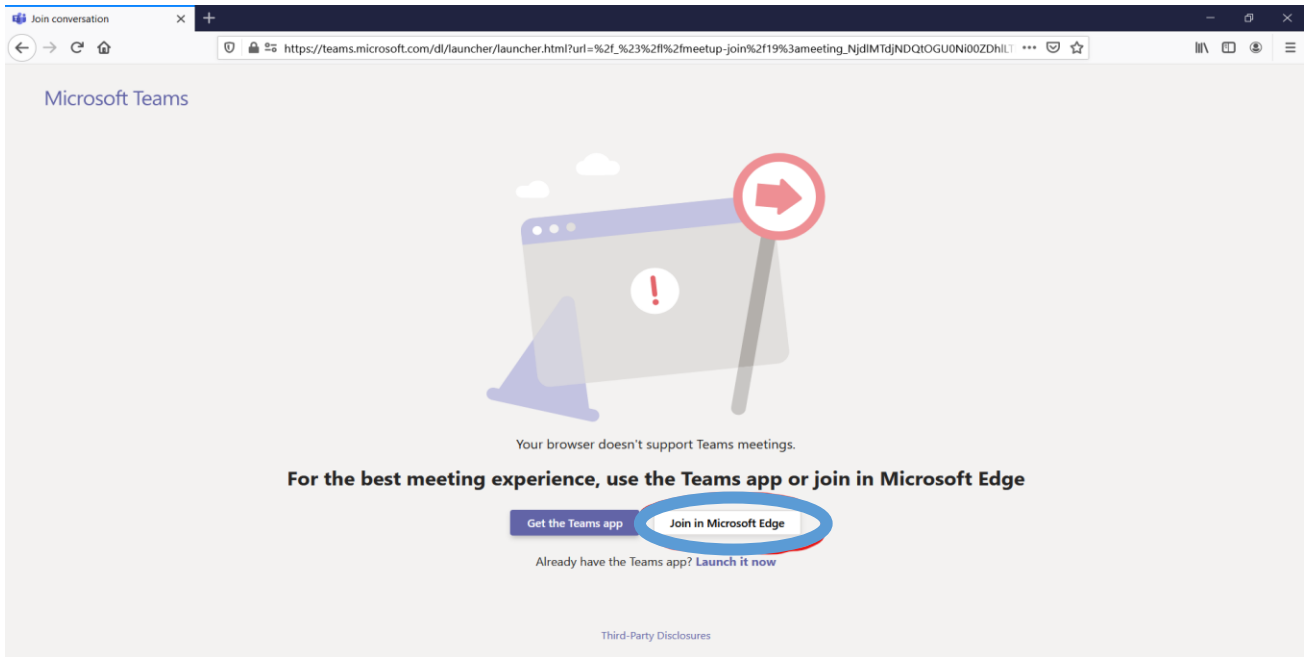 Join conversation
https://teams.microsoft.com/dl/launcher/launcher.html?url=%2f_%23%2fl%2fmeetup-join%2f19%3ameeting_NjdlMTdjNDQtOGU0Ni00ZDhlLT
Microsoft Teams
Your browser doesn't support Teams meetings.
For the best meeting experience, use the Teams app or join in Microsoft Edge
Get the Teams app
Join in Microsoft Edge
Already have the Teams app? Launch it now
Third-Party Disclosures